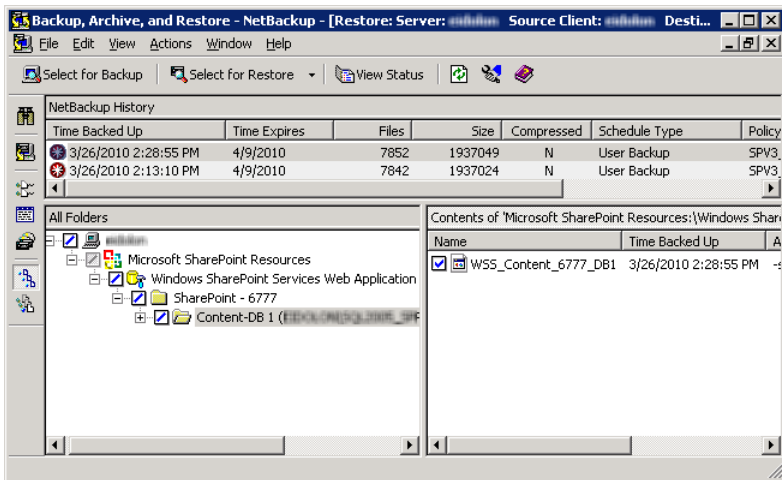 Backup, Archive, and Restore - NetBackup - [Restore: Server: Source Client: Desti...
File Edit View Actions Window Help
Select for Backup Select for Restore View Status
NetBackup History
Time Backed Up Time Expires Files Size Compressed Schedule Type Policy
3/26/2010 2:28:55 PM 4/9/2010 7852 1937049 N User Backup SPV3_
3/26/2010 2:13:10 PM 4/9/2010 7842 1937024 N User Backup SPV3_
All Folders Contents of 'Microsoft SharePoint Resources:\Windows Shar
Name Time Backed Up A
Microsoft SharePoint Resources
WSS_Content_6777_DB1 3/26/2010 2:28:55 PM -s
Windows SharePoint Services Web Application
SharePoint - 6777
Content-DB 1 (